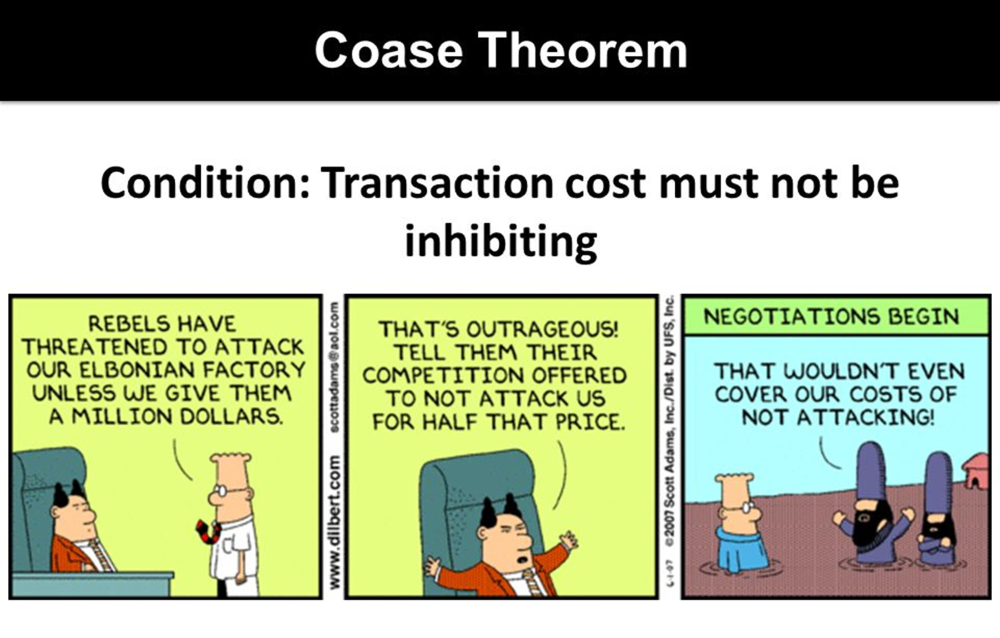 Coase Theorem
Condition: Transaction cost must not be
inhibiting
REBELS HAVE
THREATENED TO ATTACK
OUR ELBONIAN FACTORY
UNLESS WE GIVE THEM
A MILLION DOLLARS.
www.dilbert.com scottadams@aol.com
THAT'S OUTRAGEOUS!
TELL THEM THEIR
COMPETITION OFFERED
TO NOT ATTACK US
FOR HALF THAT PRICE.
6-1-07 ©2007 Scott Adams, Inc./Dist. by UFS, Inc.
NEGOTIATIONS BEGIN
THAT WOULDN'T EVEN
COVER OUR COSTS OF
NOT ATTACKING!